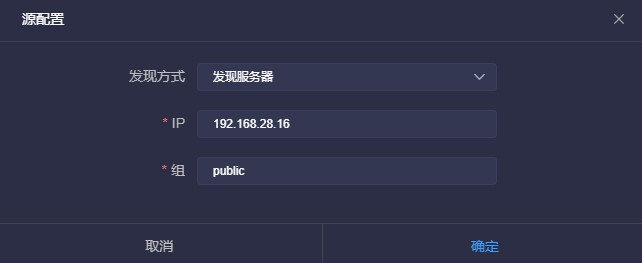 源配置
发现方式 发现服务器
* IP 192.168.28.16
* 组 public
取消 确定